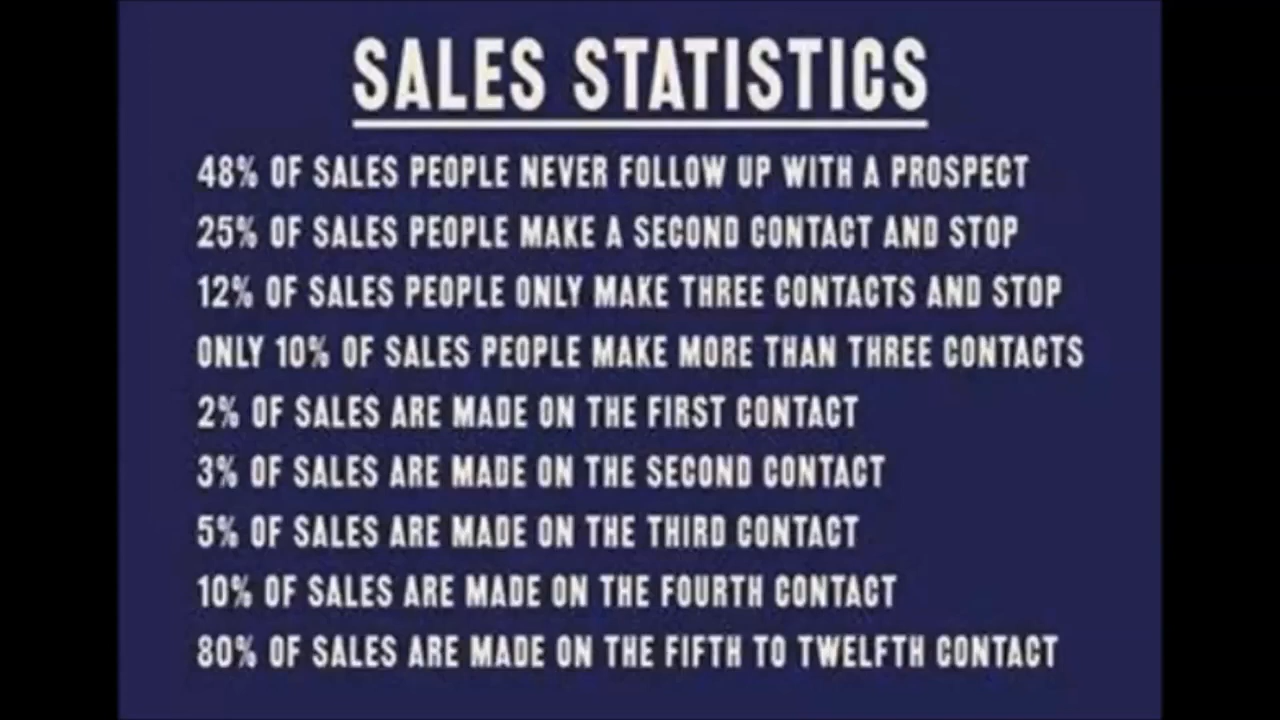 SALES STATISTICS
48% OF SALES PEOPLE NEVER FOLLOW UP WITH A PROSPECT
25% OF SALES PEOPLE MAKE A SECOND CONTACT AND STOP
12% OF SALES PEOPLE ONLY MAKE THREE CONTACTS AND STOP
ONLY 10% OF SALES PEOPLE MAKE MORE THAN THREE CONTACTS
2% OF SALES ARE MADE ON THE FIRST CONTACT
3% OF SALES ARE MADE ON THE SECOND CONTACT
5% OF SALES ARE MADE ON THE THIRD CONTACT
10% OF SALES ARE MADE ON THE FOURTH CONTACT
80% OF SALES ARE MADE ON THE FIFTH TO TWELFTH CONTACT